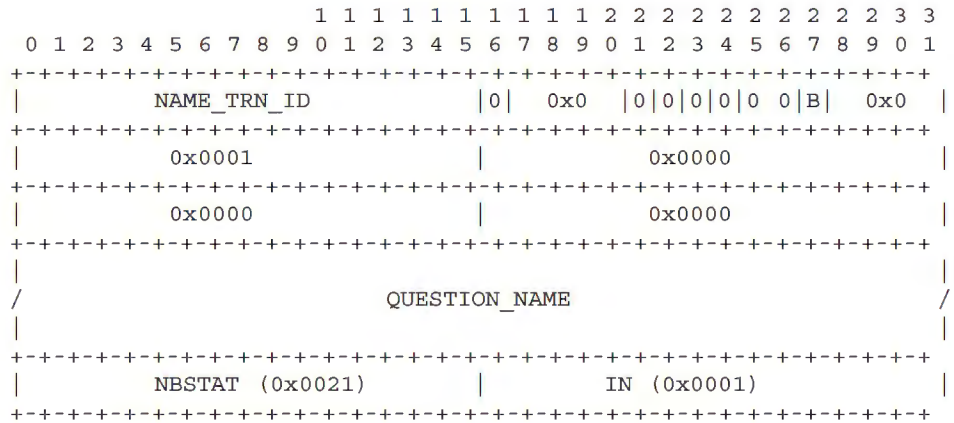 1 1 1 1 1 1 1 1 1 1 2 2 2 2 2 2 2 2 2 2 3 3
 0 1 2 3 4 5 6 7 8 9 0 1 2 3 4 5 6 7 8 9 0 1 2 3 4 5 6 7 8 9 0 1
+-+-+-+-+-+-+-+-+-+-+-+-+-+-+-+-+-+-+-+-+-+-+-+-+-+-+-+-+-+-+-+-+
|         NAME_TRN_ID           |0|  0x0  |0|0|0|0|0 0|B|  0x0  |
+-+-+-+-+-+-+-+-+-+-+-+-+-+-+-+-+-+-+-+-+-+-+-+-+-+-+-+-+-+-+-+-+
|          0x0001               |           0x0000              |
+-+-+-+-+-+-+-+-+-+-+-+-+-+-+-+-+-+-+-+-+-+-+-+-+-+-+-+-+-+-+-+-+
|          0x0000               |           0x0000              |
+-+-+-+-+-+-+-+-+-+-+-+-+-+-+-+-+-+-+-+-+-+-+-+-+-+-+-+-+-+-+-+-+
|                                                               |
/                         QUESTION_NAME                         /
|                                                               |
+-+-+-+-+-+-+-+-+-+-+-+-+-+-+-+-+-+-+-+-+-+-+-+-+-+-+-+-+-+-+-+-+
|         NBSTAT (0x0021)       |        IN (0x0001)            |
+-+-+-+-+-+-+-+-+-+-+-+-+-+-+-+-+-+-+-+-+-+-+-+-+-+-+-+-+-+-+-+-+